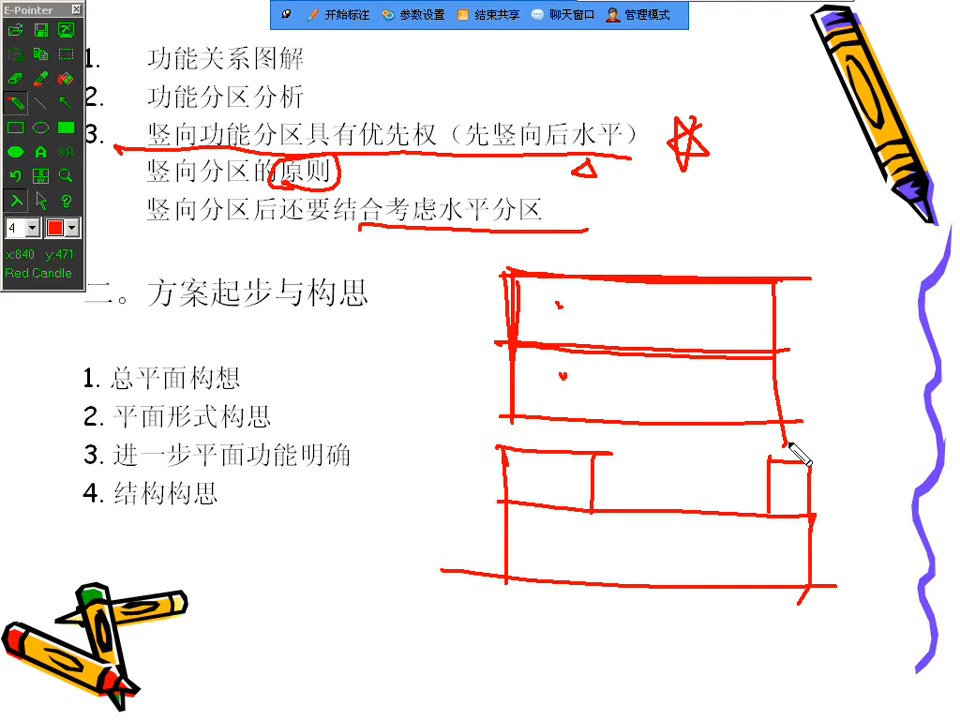 E-Pointer
开始标注 参数设置 结束共享 聊天窗口 管理模式
1. 功能关系图解
2. 功能分区分析
3. 竖向功能分区具有优先权（先竖向后水平）
竖向分区的原则
竖向分区后还要结合考虑水平分区
4
x:840 y:471
Red Candle
二。方案起步与构思
1. 总平面构想
2. 平面形式构思
3. 进一步平面功能明确
4. 结构构思